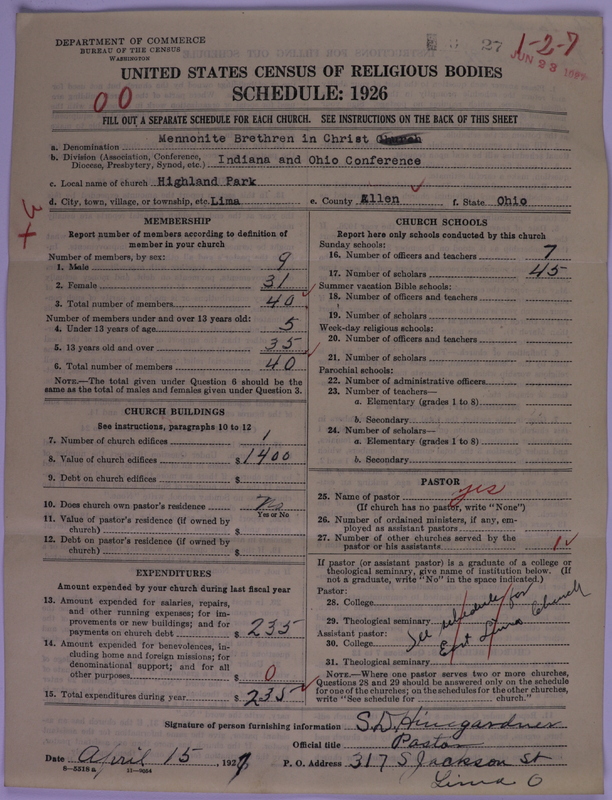 DEPARTMENT OF COMMERCE
BUREAU OF THE CENSUS
WASHINGTON
27
1-2-7
JUN 23
UNITED STATES CENSUS OF RELIGIOUS BODIES
SCHEDULE: 1926
00
FILL OUT A SEPARATE SCHEDULE FOR EACH CHURCH. SEE INSTRUCTIONS ON THE BACK OF THIS SHEET
a. Denomination Mennonite Brethren in Christ
b. Division (Association, Conference, Diocese, Presbytery, Synod, etc.) Indiana and Ohio Conference
c. Local name of church Highland Park
d. City, town, village, or township, etc. Lima e. County Allen f. State Ohio
3+
MEMBERSHIP
Report number of members according to definition of
member in your church
Number of members, by sex:
1. Male 9
2. Female 31
3. Total number of members 40
Number of members under and over 13 years old:
4. Under 13 years of age 5
5. 13 years old and over 35
6. Total number of members 40
NOTE.—The total given under Question 6 should be the
same as the total of males and females given under Question 3.
CHURCH BUILDINGS
See instructions, paragraphs 10 to 12
7. Number of church edifices 1
8. Value of church edifices $1400
9. Debt on church edifices $
10. Does church own pastor's residence
Yes or No
11. Value of pastor's residence (if owned by
church) $
12. Debt on pastor's residence (if owned by
church) $
EXPENDITURES
Amount expended by your church during last fiscal year
13. Amount expended for salaries, repairs,
and other running expenses; for im-
provements or new buildings; and for
payments on church debt $ 235
14. Amount expended for benevolences, in-
cluding home and foreign missions; for
denominational support; and for all
other purposes $ 0
15. Total expenditures during year $ 235
CHURCH SCHOOLS
Report here only schools conducted by this church
Sunday schools:
16. Number of officers and teachers 7
17. Number of scholars 45
Summer vacation Bible schools:
18. Number of officers and teachers
19. Number of scholars
Week-day religious schools:
20. Number of officers and teachers
21. Number of scholars
Parochial schools:
22. Number of administrative officers
23. Number of teachers—
a. Elementary (grades 1 to 8)
b. Secondary
24. Number of scholars—
a. Elementary (grades 1 to 8)
b. Secondary
PASTOR
25. Name of pastor yes
(If church has no pastor, write "None")
26. Number of ordained ministers, if any, em-
ployed as assistant pastors
27. Number of other churches served by the
pastor or his assistants 1
If pastor (or assistant pastor) is a graduate of a college or
theological seminary, give name of institution below. (If
not a graduate, write "No" in the space indicated.)
Pastor:
28. College
29. Theological seminary
Assistant pastor:
30. College
31. Theological seminary
See schedule for
East Lima Church
NOTE.—Where one pastor serves two or more churches,
Questions 28 and 29 should be answered only on the schedule
for one of the churches; on the schedules for the other churches,
write "See schedule for church."
Signature of person furnishing information S.D. Hinegardner
Official title Pastor
Date April 15, 1927 P. O. Address 317 S Jackson St
Lima O
8—5518 a 11—9064